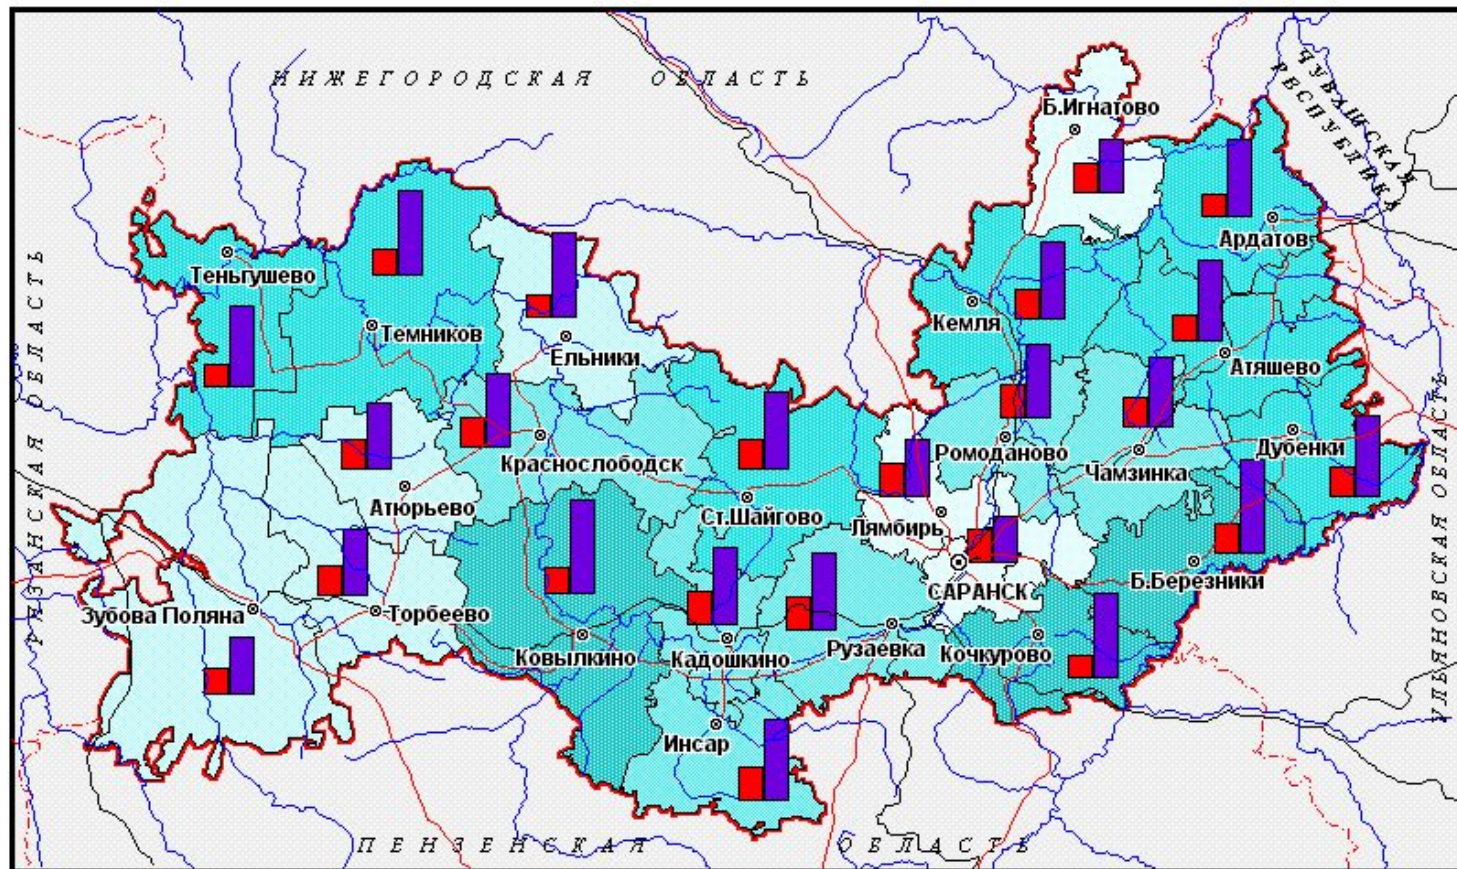 НИЖЕГОРОДСКАЯ ОБЛАСТЬ
ЧУВАШСКАЯ
РЕСПУБЛИКА
Б.Игнатово
Ардатов
Теньгушево
Темников
Ельники
Кемля
Атяшево
РЯЗАНСКАЯ ОБЛАСТЬ
Краснослободск
Ромоданово
Чамзинка
Дубенки
Атюрьево
Ст.Шайгово
Лямбирь
УЛЬЯНОВСКАЯ ОБЛАСТЬ
САРАНСК
Б.Березники
Зубова Поляна
Торбеево
Ковылкино
Кадошкино
Рузаевка
Кочкурово
Инсар
ПЕНЗЕНСКАЯ ОБЛАСТЬ